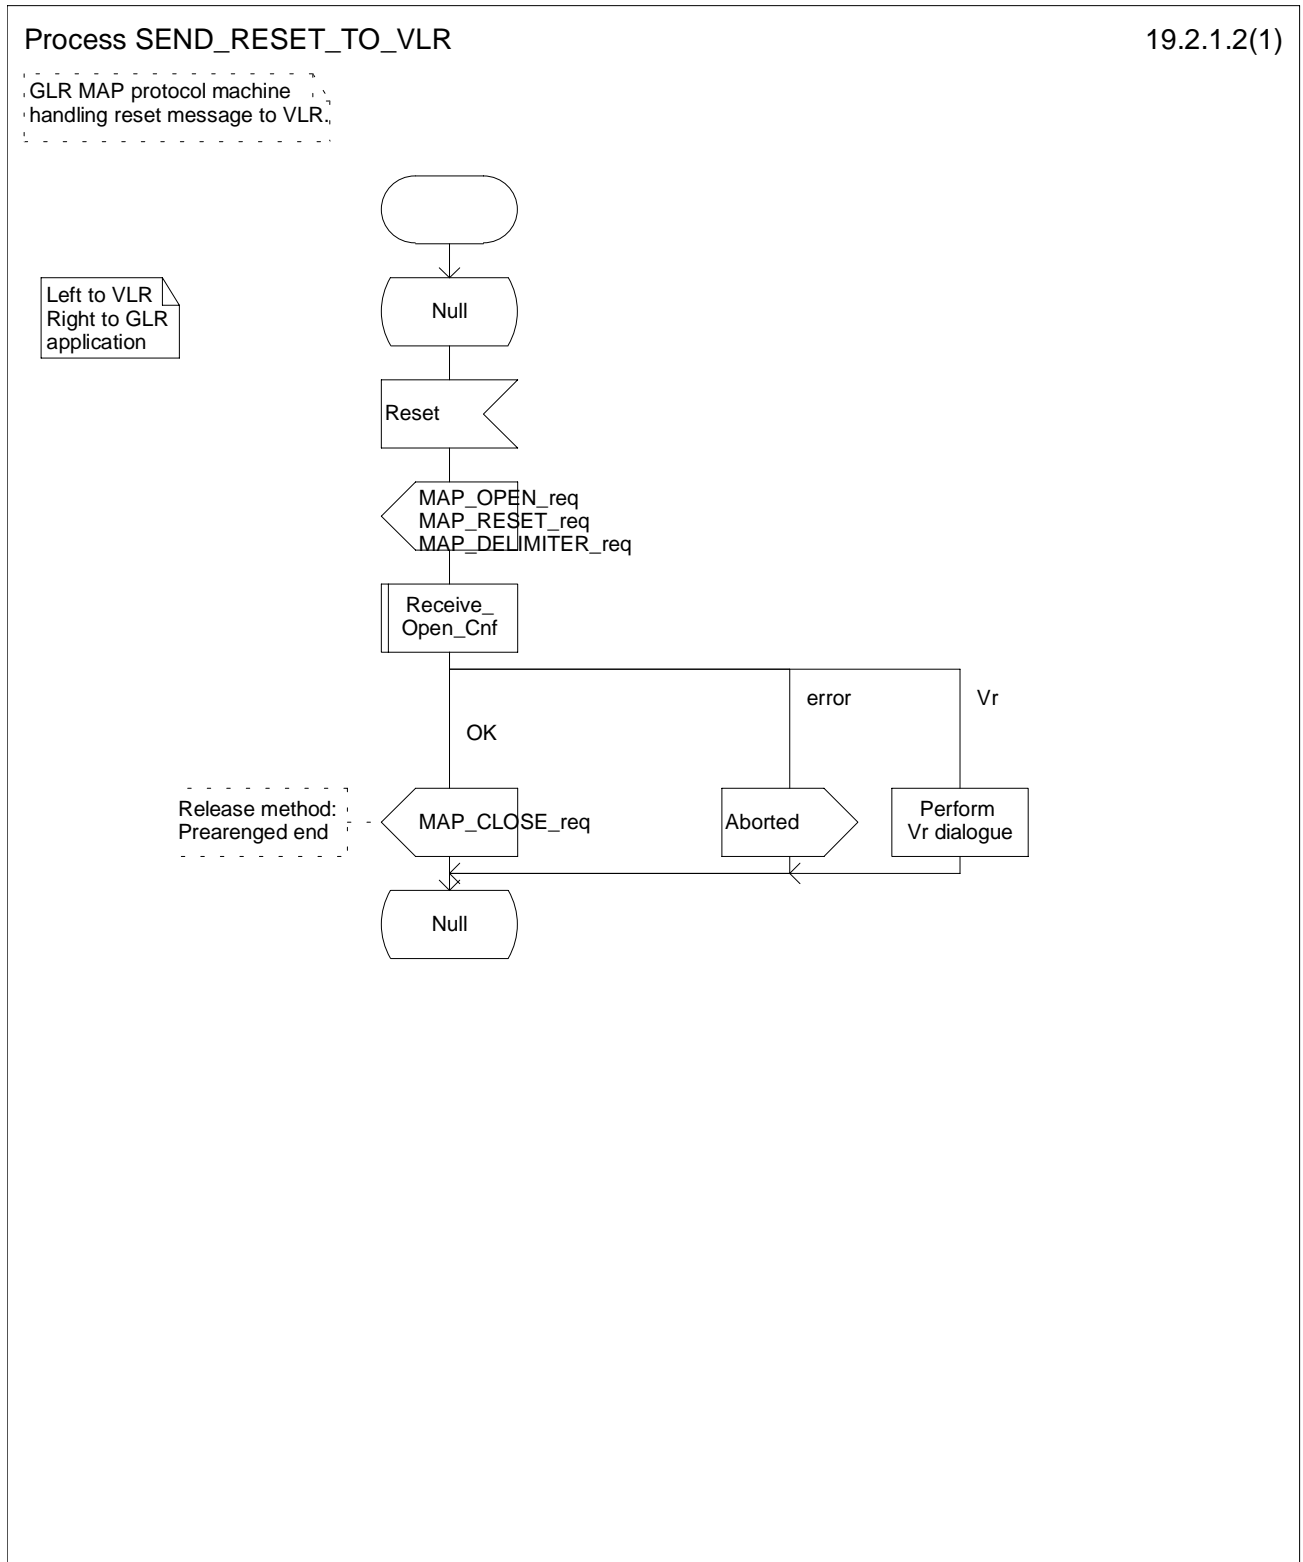 Process SEND_RESET_TO_VLR
19.2.1.2(1)
GLR MAP protocol machine
handling reset message to VLR.
Left to VLR
Right to GLR
application
Null
Reset
MAP_OPEN_req
MAP_RESET_req
MAP_DELIMITER_req
Receive_
Open_Cnf
error
Vr
OK
Release method:
Prearenged end
MAP_CLOSE_req
Aborted
Perform
Vr dialogue
Null